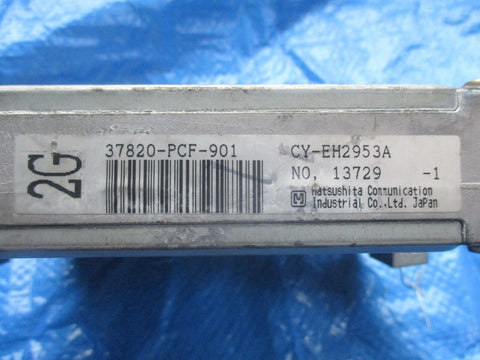 2G
37820-PCF-901
CY-EH2953A
NO, 13729 -1
M
Matsushita Communication
Industrial Co.,Ltd. JaPan